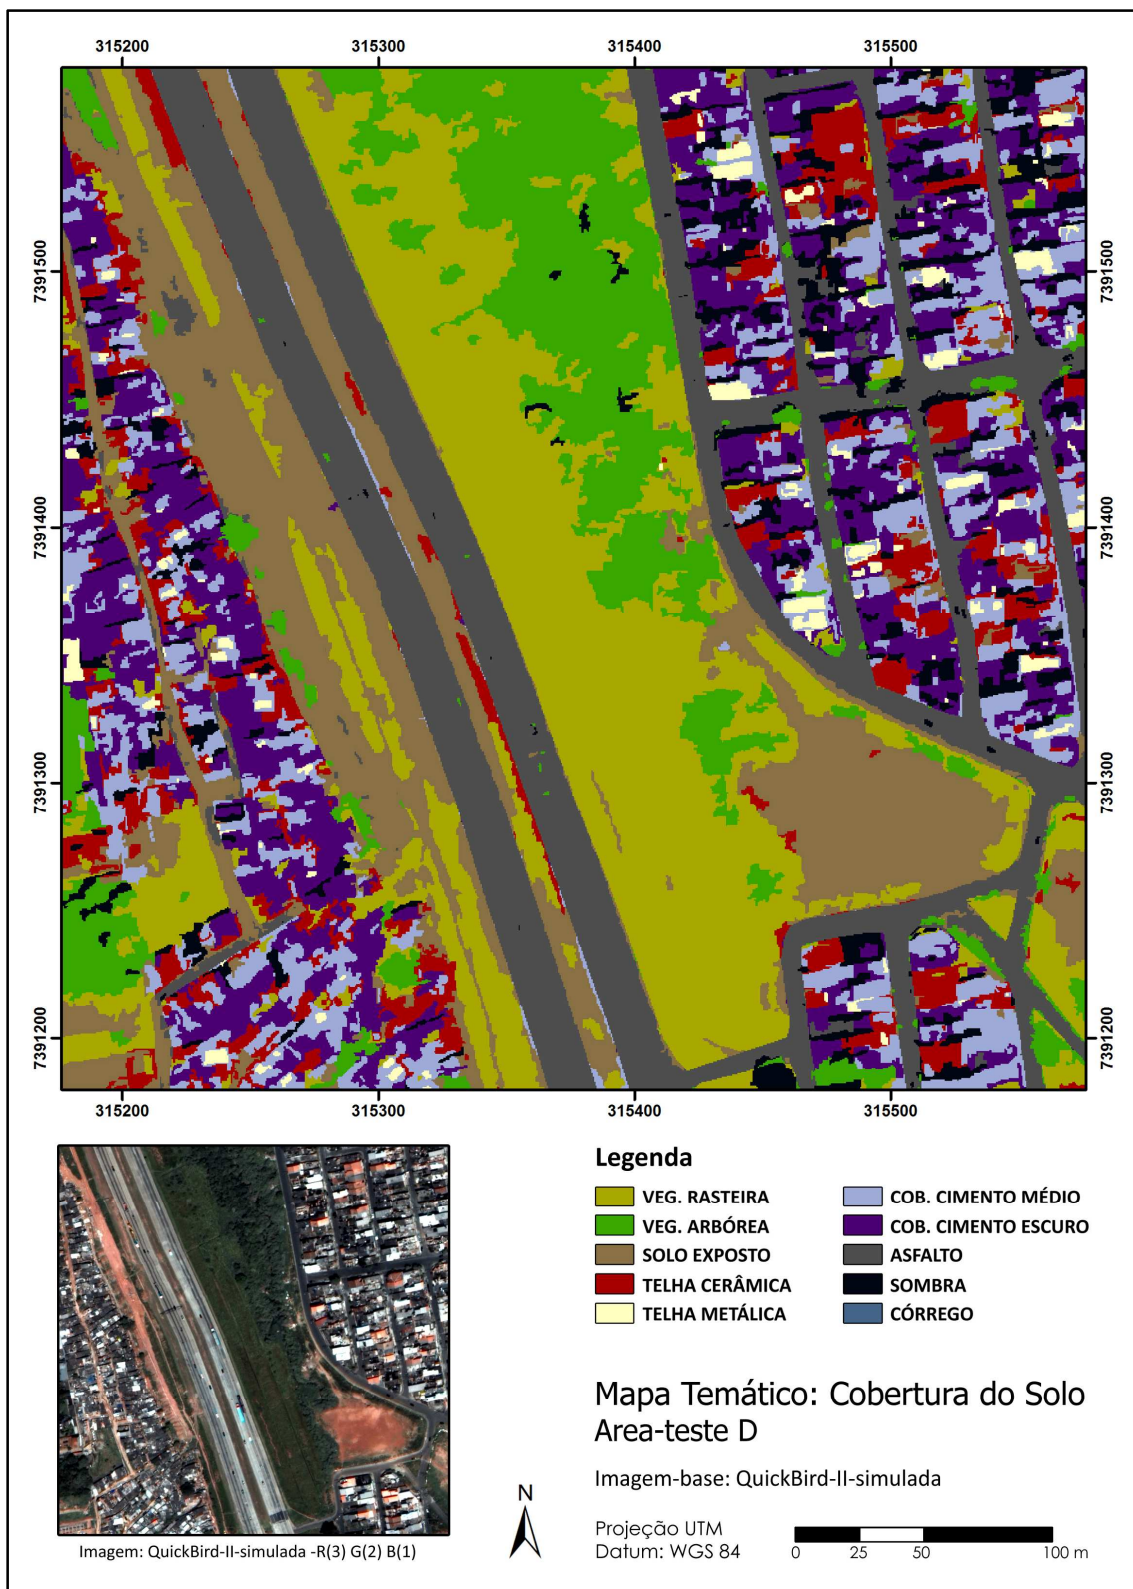 315200 315300 315400 315500
7391500 7391500
7391400 7391400
7391300 7391300
7391200 7391200
315200 315300 315400 315500
Legenda
VEG. RASTEIRA
VEG. ARBÓREA
SOLO EXPOSTO
TELHA CERÂMICA
TELHA METÁLICA
COB. CIMENTO MÉDIO
COB. CIMENTO ESCURO
ASFALTO
SOMBRA
CÓRREGO
Mapa Temático: Cobertura do Solo
Area-teste D
Imagem-base: QuickBird-II-simulada
Projeção UTM
Datum: WGS 84
N
0 25 50 100 m
Imagem: QuickBird-II-simulada -R(3) G(2) B(1)